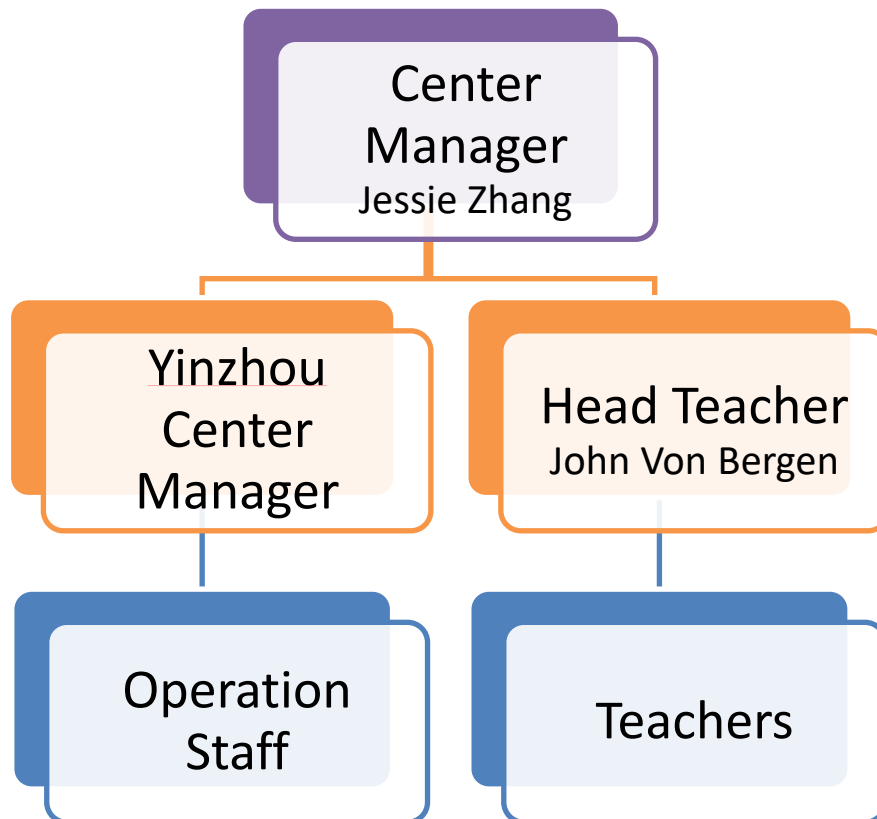 Center
Manager
Jessie Zhang
Yinzhou
Center
Manager
Head Teacher
John Von Bergen
Operation
Staff
Teachers